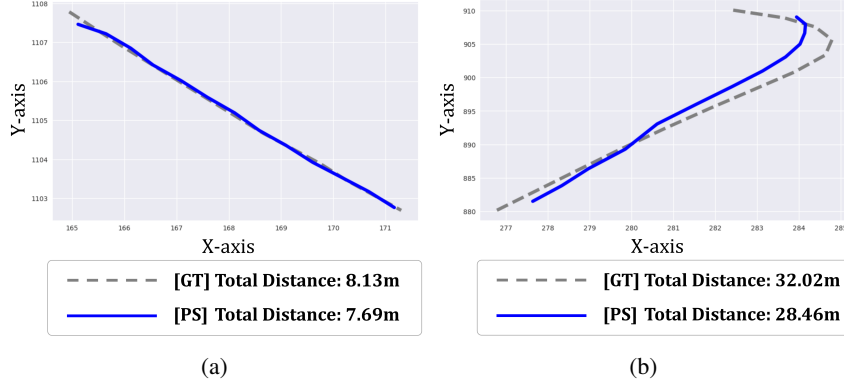 1108
1107
1106
1105
1104
1103
165 166 167 168 169 170 171
Y-axis
X-axis
[GT] Total Distance: 8.13m
[PS] Total Distance: 7.69m
(a)
910
905
900
895
890
885
880
277 278 279 280 281 282 283 284 285
Y-axis
X-axis
[GT] Total Distance: 32.02m
[PS] Total Distance: 28.46m
(b)